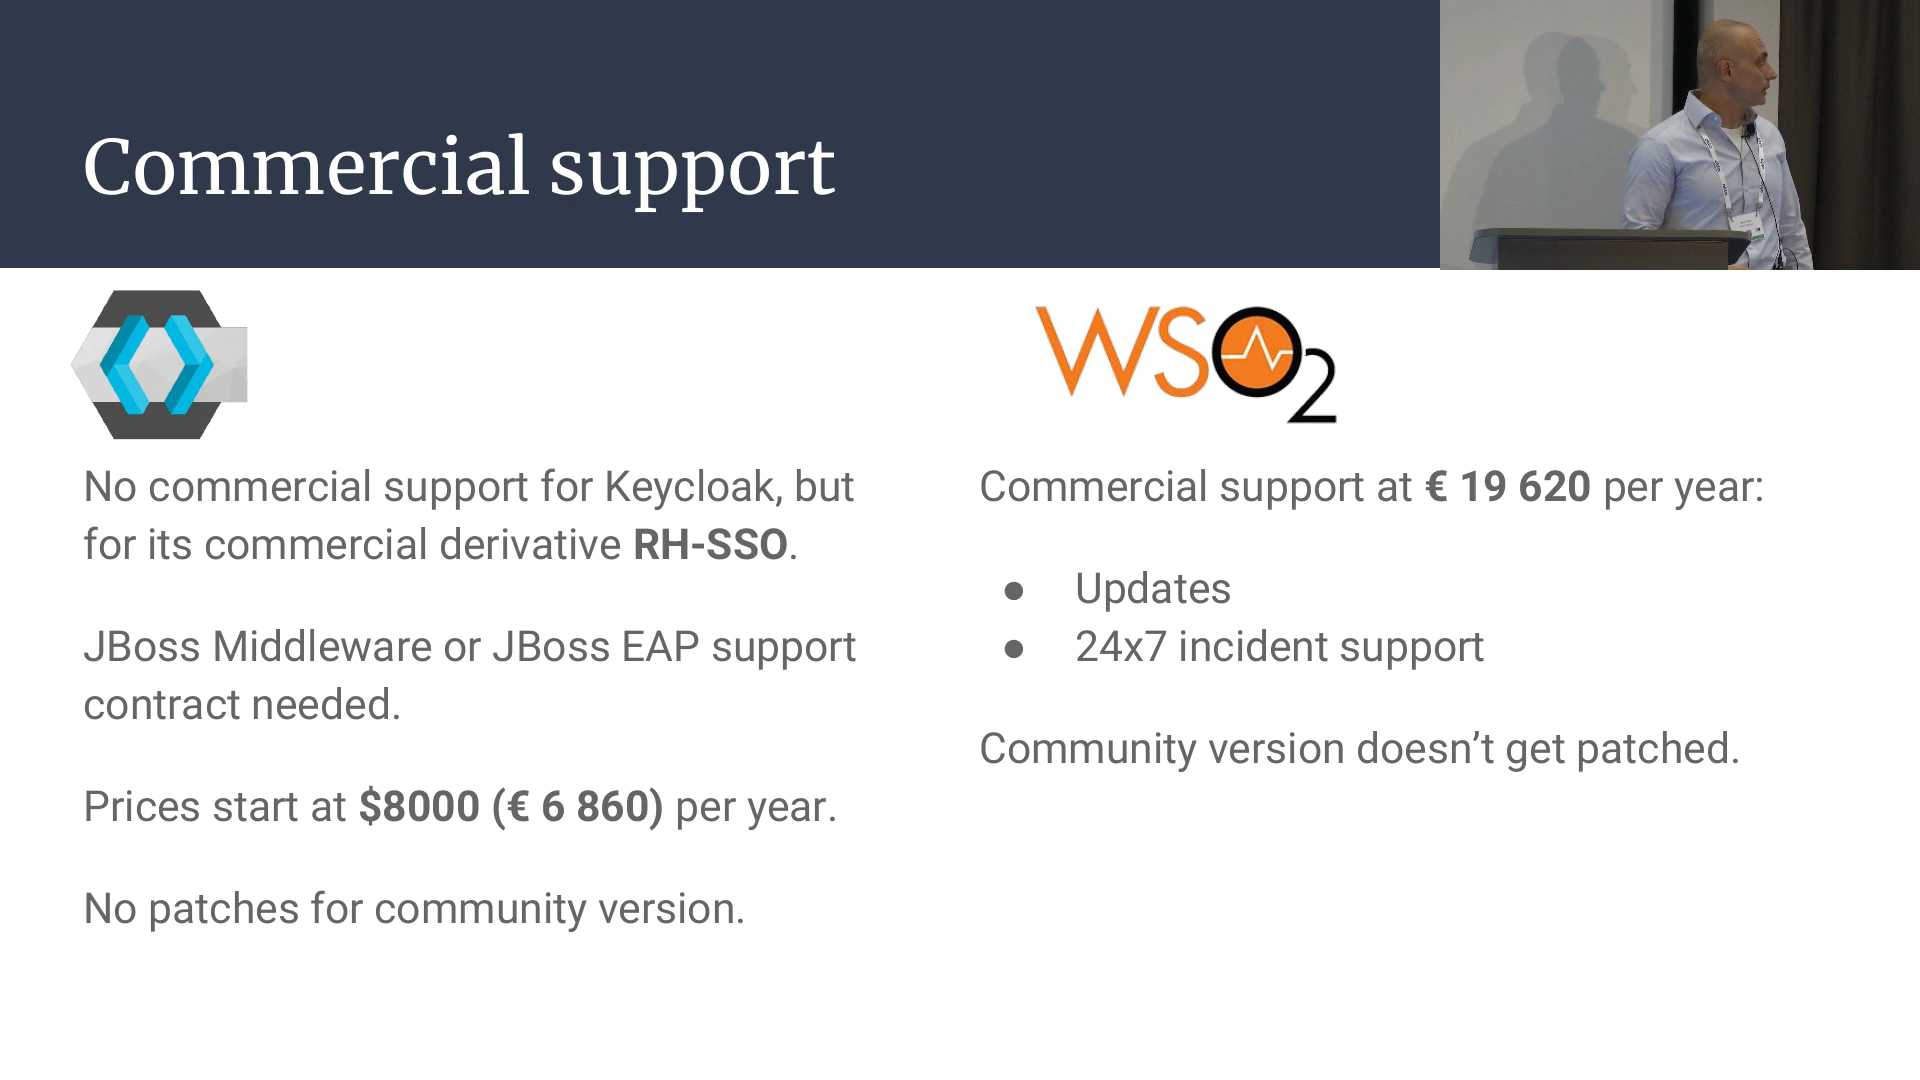 Commercial support
No commercial support for Keycloak, but
for its commercial derivative RH-SSO.
JBoss Middleware or JBoss EAP support
contract needed.
Prices start at $8000 (€ 6 860) per year.
No patches for community version.
WSO2
Commercial support at € 19 620 per year:
● Updates
● 24x7 incident support
Community version doesn’t get patched.